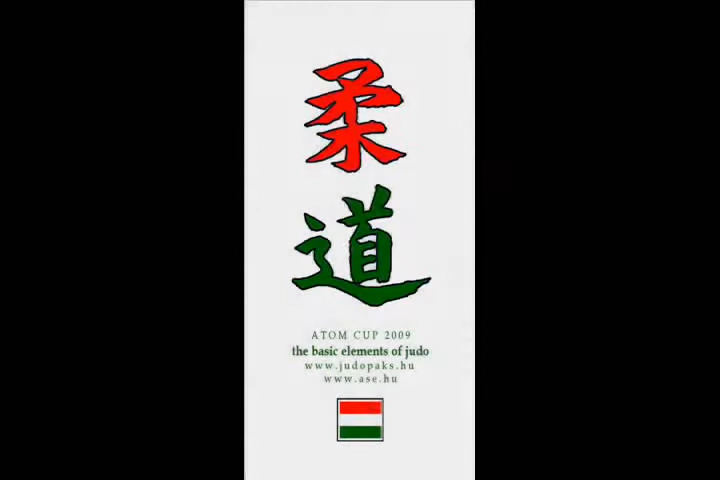 柔
道
ATOM CUP 2009
the basic elements of judo
www.judopaks.hu
www.ase.hu